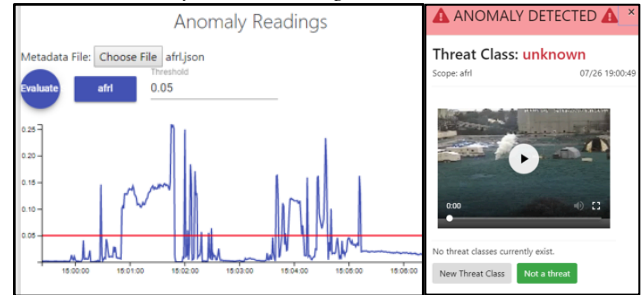 Anomaly Readings
Metadata File: Choose File afrl.json
Evaluate
afrl
Threshold
0.05
0.25
0.20
0.15
0.10
0.05
15:00:00 15:01:00 15:02:00 15:03:00 15:04:00 15:05:00 15:06:00
ANOMALY DETECTED ×
Threat Class: unknown
Scope: afrl 07/26 19:00:49
0:00
No threat classes currently exist.
New Threat Class Not a threat